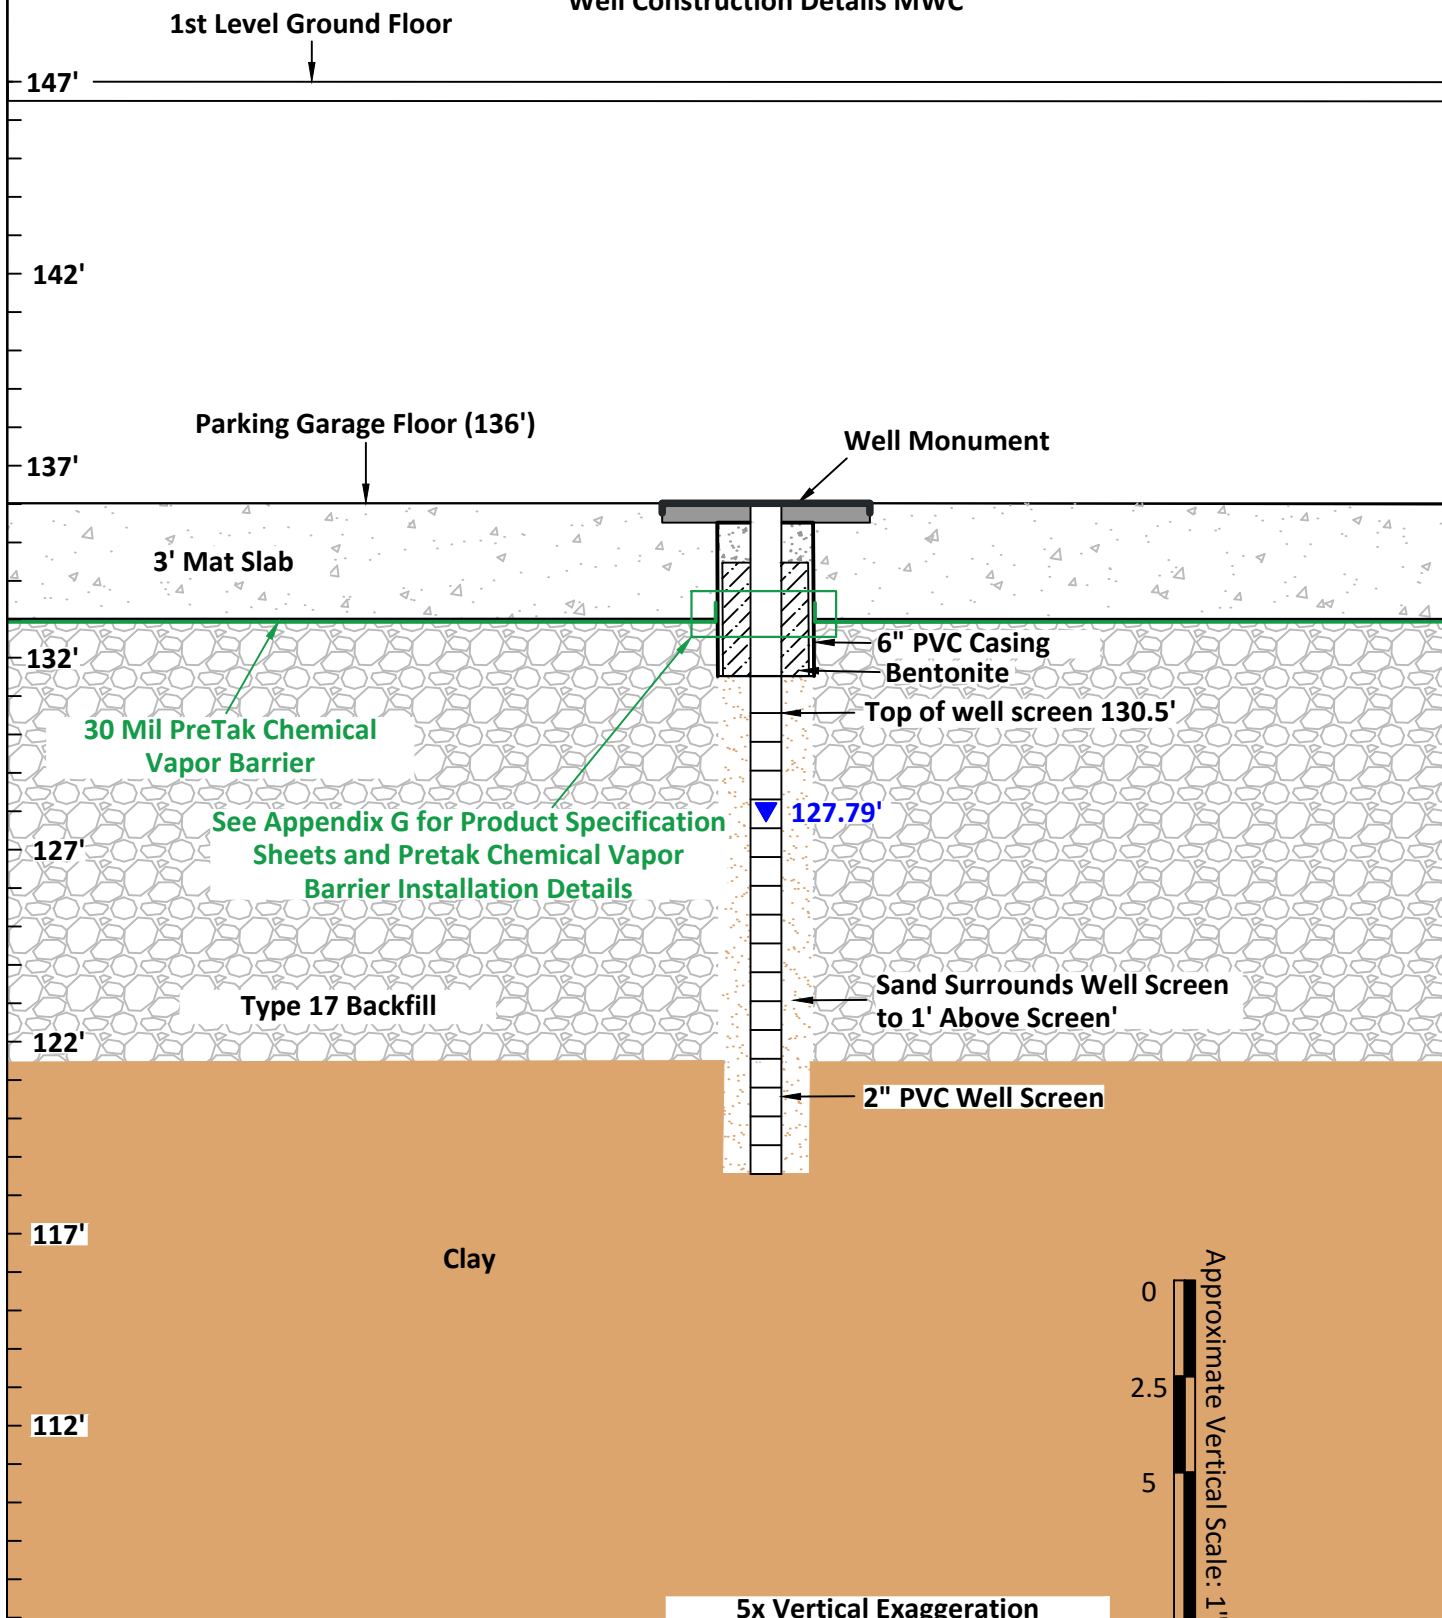 Well Construction Details MWC
1st Level Ground Floor
147'
142'
Parking Garage Floor (136')
Well Monument
137'
3' Mat Slab
6" PVC Casing
132'
Bentonite
Top of well screen 130.5'
30 Mil PreTak Chemical
Vapor Barrier
127.79'
See Appendix G for Product Specification
Sheets and Pretak Chemical Vapor
Barrier Installation Details
127'
Sand Surrounds Well Screen
to 1' Above Screen'
Type 17 Backfill
122'
2" PVC Well Screen
117'
Clay
0
2.5
5
Approximate Vertical Scale: 1"
112'
5x Vertical Exaggeration